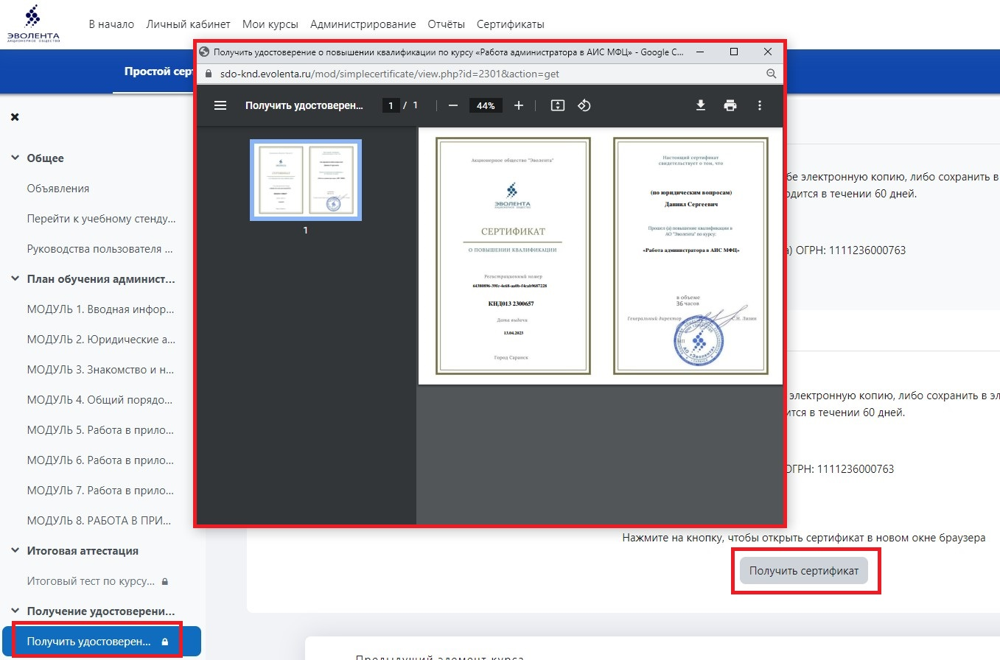 ЭВОЛЕНТА
АКЦИОНЕРНОЕ ОБЩЕСТВО
В начало Личный кабинет Мои курсы Администрирование Отчёты Сертификаты
Простой серт
Общее
Объявления
Перейти к учебному стенду...
Руководства пользователя ...
План обучения админист...
МОДУЛЬ 1. Вводная инфор...
МОДУЛЬ 2. Юридические а...
МОДУЛЬ 3. Знакомство и н...
МОДУЛЬ 4. Общий порядо...
МОДУЛЬ 5. Работа в прило...
МОДУЛЬ 6. Работа в прило...
МОДУЛЬ 7. Работа в прило...
МОДУЛЬ 8. РАБОТА В ПРИ...
Итоговая аттестация
Итоговый тест по курсу...
Получение удостоверени...
Получить удостоверен...
Получить удостоверение о повышении квалификации по курсу «Работа администратора в АИС МФЦ» - Google C...
sdo-knd.evolenta.ru/mod/simplecertificate/view.php?id=2301&action=get
Получить удостоверен... 1 / 1 44%
1
Акционерное общество "Эволента"
ЭВОЛЕНТА
АКЦИОНЕРНОЕ ОБЩЕСТВО
СЕРТИФИКАТ
О ПОВЫШЕНИИ КВАЛИФИКАЦИИ
Регистрационный номер
КНД013 2300657
Дата выдачи
13.04.2023
Город Саранск
Настоящий сертификат
свидетельствует о том, что
(по юридическим вопросам)
Даниил Сергеевич
Прошел (а) повышение квалификации в
АО "Эволента" по курсу:
«Работа администратора в АИС МФЦ»
в объеме
36 часов
Генеральный директор С.Н. Лизин
МП
АО «Эволента»
бе электронную копию, либо сохранить в
одится в течении 60 дней.
а) ОГРН: 1111236000763
электронную копию, либо сохранить в эл
ится в течении 60 дней.
ОГРН: 1111236000763
Нажмите на кнопку, чтобы открыть сертификат в новом окне браузера
Получить сертификат
Предыдущий элемент курса